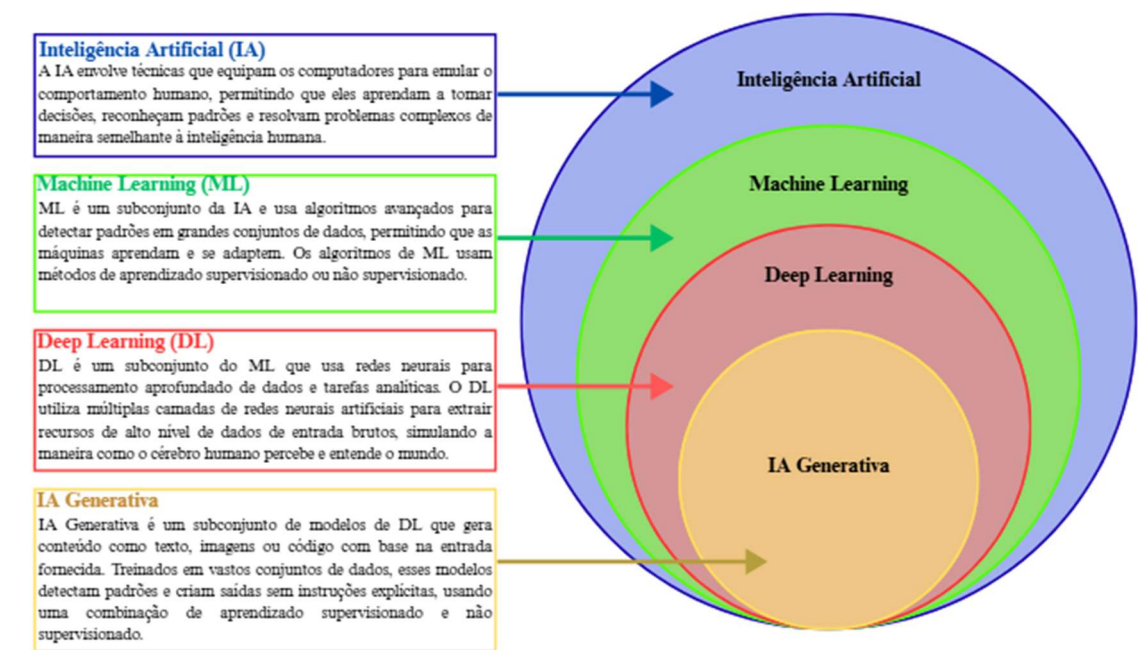 Inteligência Artificial (IA)
A IA envolve técnicas que equipam os computadores para emular o
comportamento humano, permitindo que eles aprendam a tomar
decisões, reconheçam padrões e resolvam problemas complexos de
maneira semelhante à inteligência humana.
Machine Learning (ML)
ML é um subconjunto da IA e usa algoritmos avançados para
detectar padrões em grandes conjuntos de dados, permitindo que as
máquinas aprendam e se adaptem. Os algoritmos de ML usam
métodos de aprendizado supervisionado ou não supervisionado.
Deep Learning (DL)
DL é um subconjunto do ML que usa redes neurais para
processamento aprofundado de dados e tarefas analíticas. O DL
utiliza múltiplas camadas de redes neurais artificiais para extrair
recursos de alto nível de dados de entrada brutos, simulando a
maneira como o cérebro humano percebe e entende o mundo.
IA Generativa
IA Generativa é um subconjunto de modelos de DL que gera
conteúdo como texto, imagens ou código com base na entrada
fornecida. Treinados em vastos conjuntos de dados, esses modelos
detectam padrões e criam saídas sem instruções explícitas, usando
uma combinação de aprendizado supervisionado e não
supervisionado.
Inteligência Artificial
Machine Learning
Deep Learning
IA Generativa